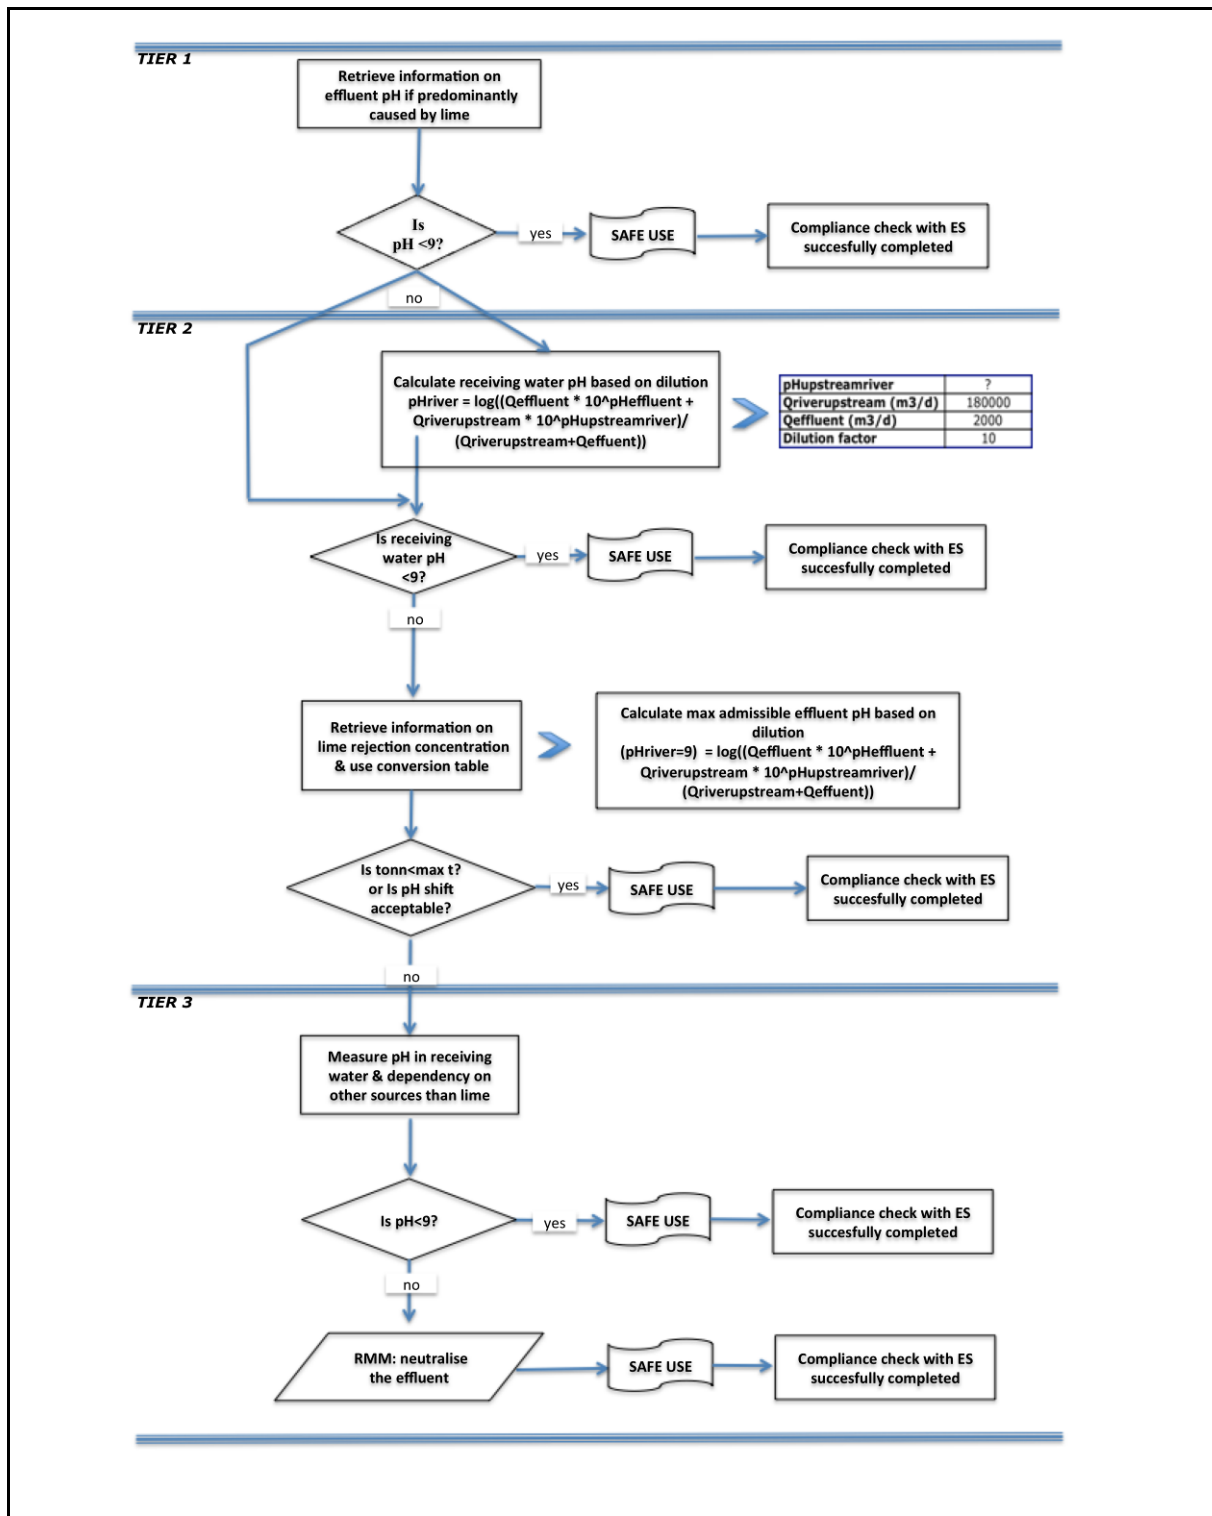 TIER 1
Retrieve information on
effluent pH if predominantly
caused by lime
Is
pH <9?
yes
SAFE USE
Compliance check with ES
succesfully completed
no
TIER 2
Calculate receiving water pH based on dilution
pHriver = log((Qeffluent * 10^pHeffluent +
Qriverupstream * 10^pHupstreamriver)/
(Qriverupstream+Qeffuent))
pHupstreamriver ?
Qriverupstream (m3/d) 180000
Qeffluent (m3/d) 2000
Dilution factor 10
Is receiving
water pH
<9?
yes
SAFE USE
Compliance check with ES
succesfully completed
no
Retrieve information on
lime rejection concentration
& use conversion table
Calculate max admissible effluent pH based on
dilution
(pHriver=9) = log((Qeffluent * 10^pHeffluent +
Qriverupstream * 10^pHupstreamriver)/
(Qriverupstream+Qeffuent))
Is tonn<max t?
or Is pH shift
acceptable?
yes
SAFE USE
Compliance check with ES
succesfully completed
no
TIER 3
Measure pH in receiving
water & dependency on
other sources than lime
Is pH<9?
yes
SAFE USE
Compliance check with ES
succesfully completed
no
RMM: neutralise
the effluent
SAFE USE
Compliance check with ES
succesfully completed